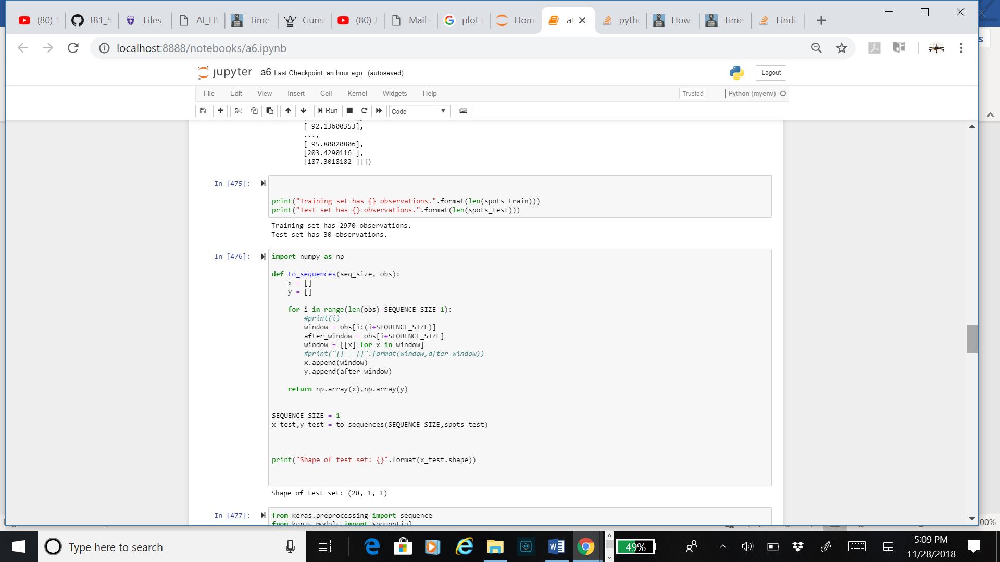 (80) 1
t81_5
Files
AI_H\
Time
Guns
(80) J
Mail -
plot
Hom
a
pytho
How
Time
Findi
localhost:8888/notebooks/a6.ipynb
jupyter a6 Last Checkpoint: an hour ago (autosaved)
Logout
File Edit View Insert Cell Kernel Widgets Help
Trusted
Python (myenv)
Run
Code
[ 92.13600353],
...,
[ 95.80020806],
[203.4290116 ],
[187.3018182 ]]])
In [475]:
print("Training set has {} observations.".format(len(spots_train)))
print("Test set has {} observations.".format(len(spots_test)))
Training set has 2970 observations.
Test set has 30 observations.
In [476]:
import numpy as np
def to_sequences(seq_size, obs):
    x = []
    y = []
    for i in range(len(obs)-SEQUENCE_SIZE-1):
        #print(i)
        window = obs[i:(i+SEQUENCE_SIZE)]
        after_window = obs[i+SEQUENCE_SIZE]
        window = [[x] for x in window]
        #print("{} - {}".format(window,after_window))
        x.append(window)
        y.append(after_window)
    return np.array(x),np.array(y)
SEQUENCE_SIZE = 1
x_test,y_test = to_sequences(SEQUENCE_SIZE,spots_test)
print("Shape of test set: {}".format(x_test.shape))
Shape of test set: (28, 1, 1)
In [477]:
from keras.preprocessing import sequence
from keras.models import Sequential
00%
Type here to search
49%
5:09 PM
11/28/2018